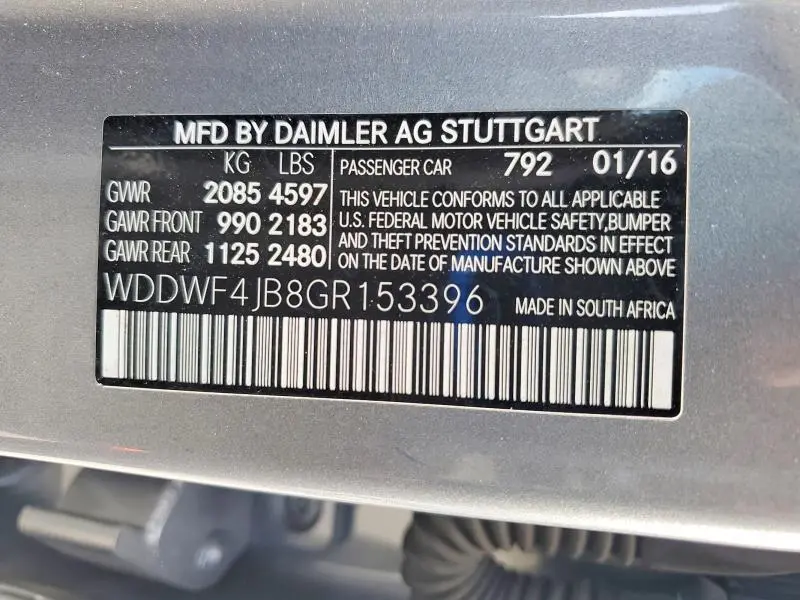 MFD BY DAIMLER AG STUTTGART
KG LBS
GVWR 2085 4597
GAWR FRONT 990 2183
GAWR REAR 1125 2480
PASSENGER CAR 792 01/16
THIS VEHICLE CONFORMS TO ALL APPLICABLE
U.S. FEDERAL MOTOR VEHICLE SAFETY,BUMPER
AND THEFT PREVENTION STANDARDS IN EFFECT
ON THE DATE OF MANUFACTURE SHOWN ABOVE
WDDWF4JB8GR153396 MADE IN SOUTH AFRICA